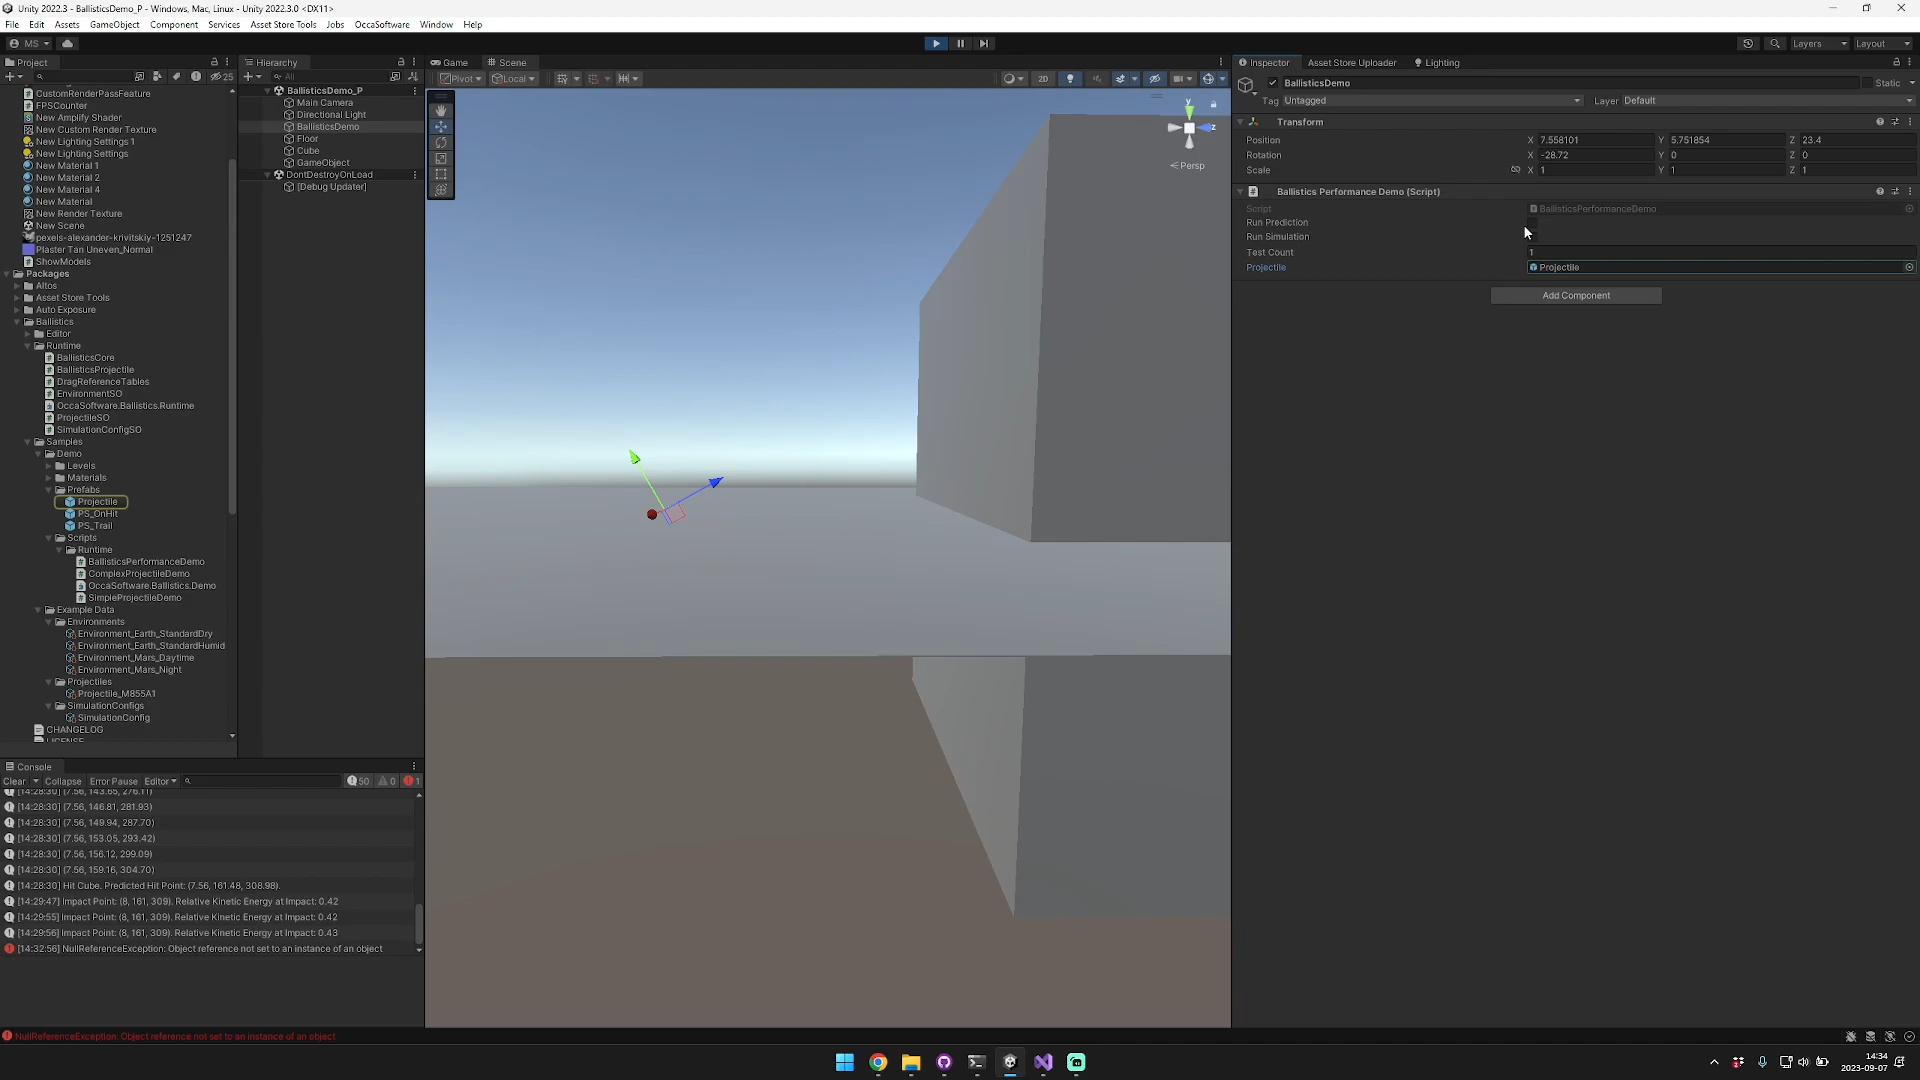 Unity 2022.3 - BallisticsDemo_P - Windows, Mac, Linux - Unity 2022.3.0 <DX11>
File Edit Assets GameObject Component Services Asset Store Tools Jobs OccaSoftware Window Help
MS
Layers
Layout
Project
25
CustomRenderPassFeature
FPSCounter
New Amplify Shader
New Custom Render Texture
New Lighting Settings 1
New Lighting Settings
New Material 1
New Material 2
New Material 4
New Material
New Render Texture
New Scene
pexels-alexander-krivitskiy-1251247
Plaster Tan Uneven_Normal
ShowModels
Packages
Altos
Asset Store Tools
Auto Exposure
Ballistics
Editor
Runtime
BallisticsCore
BallisticsProjectile
DragReferenceTables
EnvironmentSO
OccaSoftware.Ballistics.Runtime
ProjectileSO
SimulationConfigSO
Samples
Demo
Levels
Materials
Prefabs
Projectile
PS_OnHit
PS_Trail
Scripts
Runtime
BallisticsPerformanceDemo
ComplexProjectileDemo
OccaSoftware.Ballistics.Demo
SimpleProjectileDemo
Example Data
Environments
Environment_Earth_StandardDry
Environment_Earth_StandardHumid
Environment_Mars_Daytime
Environment_Mars_Night
Projectiles
Projectile_M855A1
SimulationConfigs
SimulationConfig
CHANGELOG
LICENSE
Hierarchy
All
BallisticsDemo_P
Main Camera
Directional Light
BallisticsDemo
Floor
Cube
GameObject
DontDestroyOnLoad
[Debug Updater]
Game Scene
Pivot Local
2D
y
z
Persp
Inspector Asset Store Uploader Lighting
BallisticsDemo Static
Tag Untagged Layer Default
Transform
Position X 7.558101 Y 5.751854 Z 23.4
Rotation X -28.72 Y 0 Z 0
Scale X 1 Y 1 Z 1
Ballistics Performance Demo (Script)
Script BallisticsPerformanceDemo
Run Prediction
Run Simulation
Test Count 1
Projectile Projectile
Add Component
Console
Clear Collapse Error Pause Editor 50 0 1
[14:28:30] (7.56, 143.65, 276.11)
[14:28:30] (7.56, 146.81, 281.93)
[14:28:30] (7.56, 149.94, 287.70)
[14:28:30] (7.56, 153.05, 293.42)
[14:28:30] (7.56, 156.12, 299.09)
[14:28:30] (7.56, 159.16, 304.70)
[14:28:30] Hit Cube. Predicted Hit Point: (7.56, 161.48, 308.98).
[14:29:47] Impact Point: (8, 161, 309). Relative Kinetic Energy at Impact: 0.42
[14:29:55] Impact Point: (8, 161, 309). Relative Kinetic Energy at Impact: 0.42
[14:29:56] Impact Point: (8, 161, 309). Relative Kinetic Energy at Impact: 0.43
[14:32:56] NullReferenceException: Object reference not set to an instance of an object
NullReferenceException: Object reference not set to an instance of an object
14:34
2023-09-07